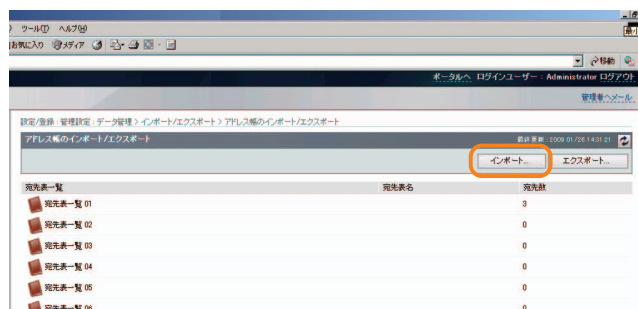 ツール(T) ヘルプ(H)
お気に入り メディア
移動
ポータルへ ログインユーザー : Administrator ログアウト
管理者へメール
設定/登録 : 管理設定 : データ管理 > インポート/エクスポート > アドレス帳のインポート/エクスポート
アドレス帳のインポート/エクスポート 最終更新 : 2009 01/26 14:31:21
インポート... エクスポート...
宛先表一覧 宛先表名 宛先数
宛先表一覧 01 3
宛先表一覧 02 0
宛先表一覧 03 0
宛先表一覧 04 0
宛先表一覧 05 0
宛先表一覧 06 0